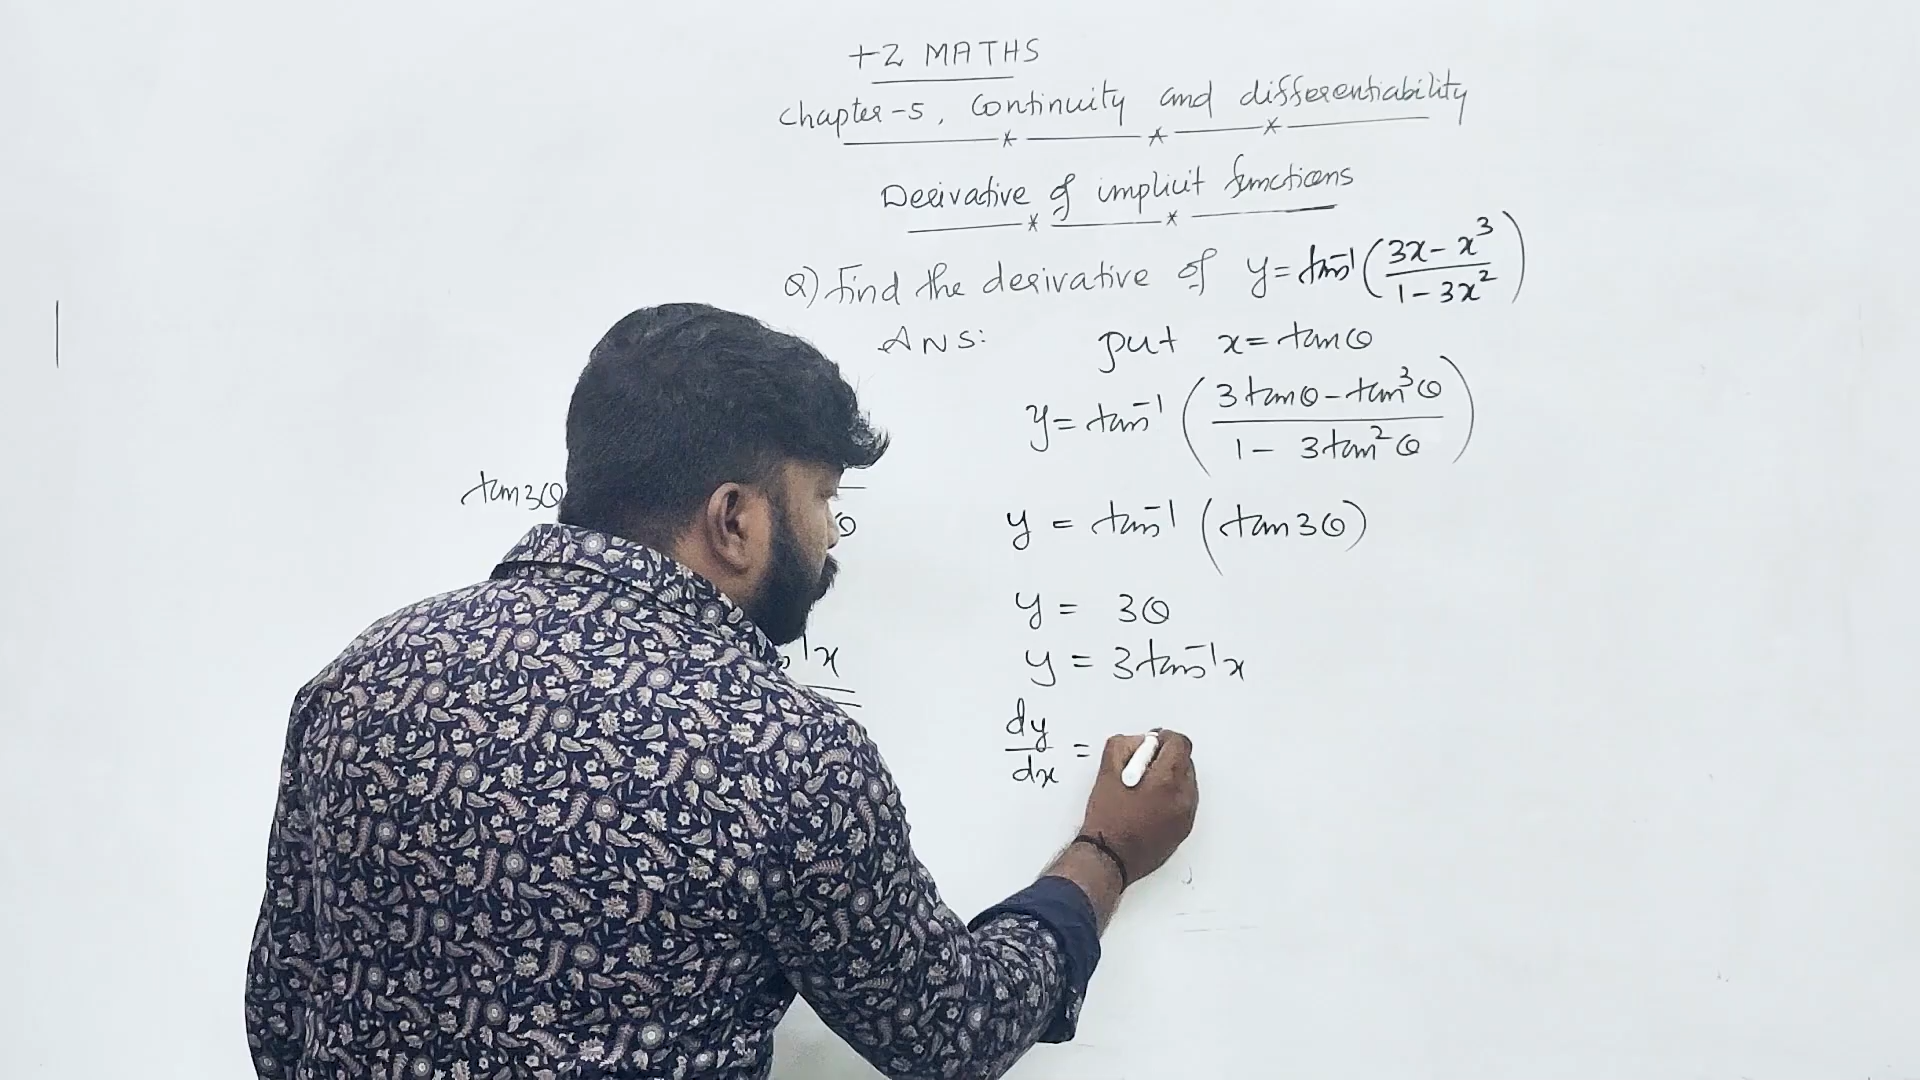 +2 MATHS
Chapter-5, Continuity and differentiability
Derivative of implicit functions
Q) Find the derivative of y = tan⁻¹((3x - x³)/(1 - 3x²))
Ans: put x = tanθ
y = tan⁻¹((3tanθ - tan³θ)/(1 - 3tan²θ))
tan3θ
y = tan⁻¹(tan3θ)
y = 3θ
y = 3tan⁻¹x
dy/dx =